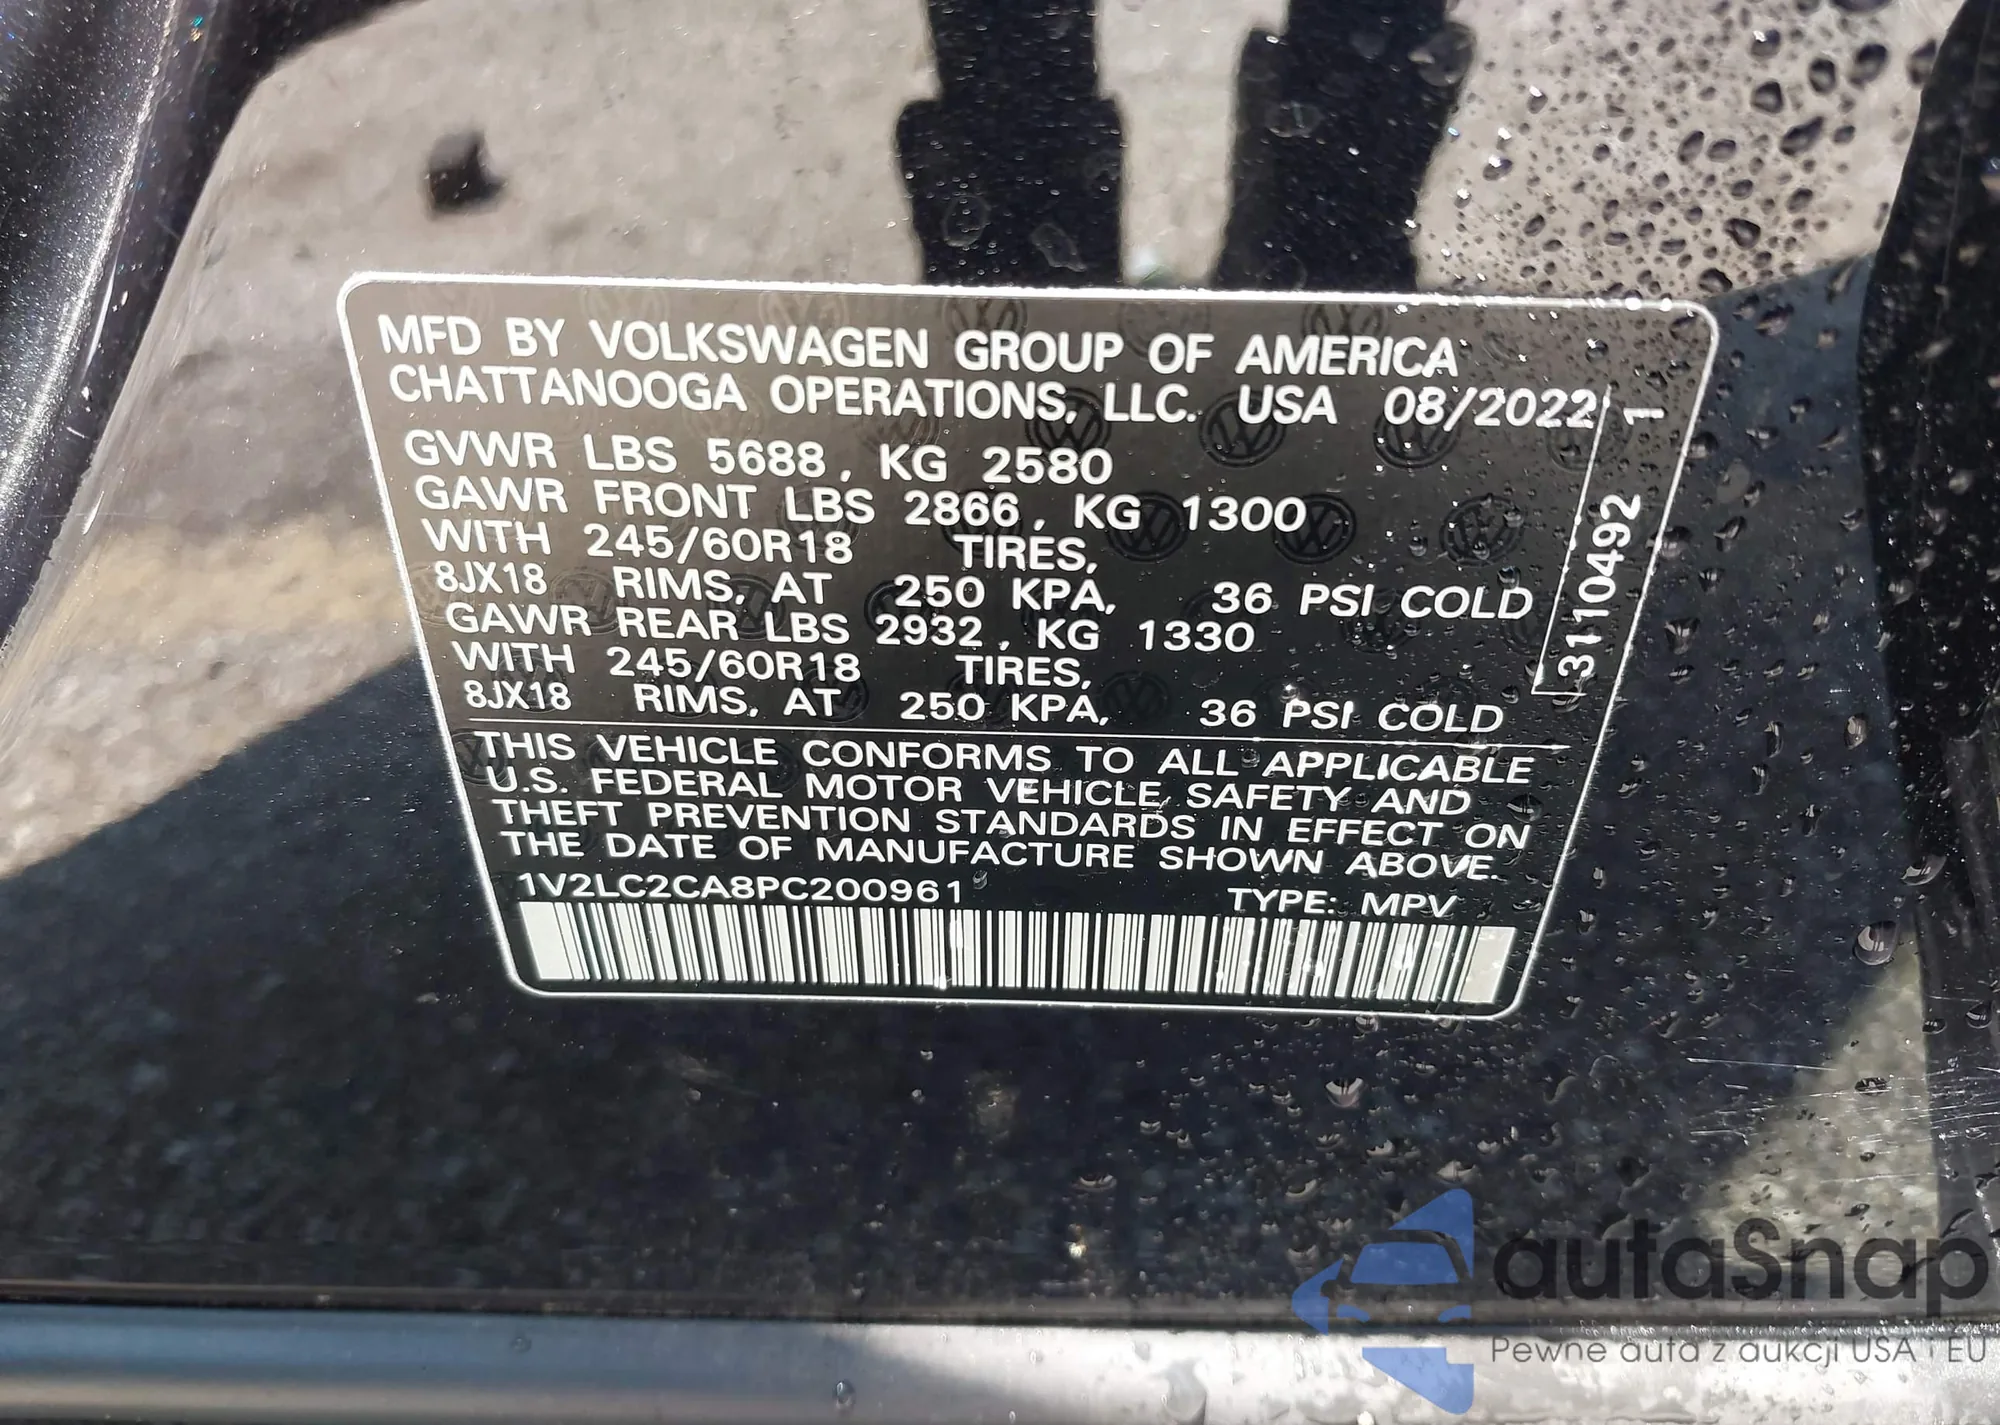 MFD BY VOLKSWAGEN GROUP OF AMERICA
CHATTANOOGA OPERATIONS, LLC. USA 08/2022
GVWR LBS 5688, KG 2580
GAWR FRONT LBS 2866, KG 1300
WITH 245/60R18 TIRES,
8JX18 RIMS, AT 250 KPA, 36 PSI COLD
GAWR REAR LBS 2932, KG 1330
WITH 245/60R18 TIRES,
8JX18 RIMS, AT 250 KPA, 36 PSI COLD
3110492 1
THIS VEHICLE CONFORMS TO ALL APPLICABLE
U.S. FEDERAL MOTOR VEHICLE SAFETY AND
THEFT PREVENTION STANDARDS IN EFFECT ON
THE DATE OF MANUFACTURE SHOWN ABOVE.
1V2LC2CA8PC200961 TYPE: MPV
autaSnap
Pewne auta z aukcji USA i EU